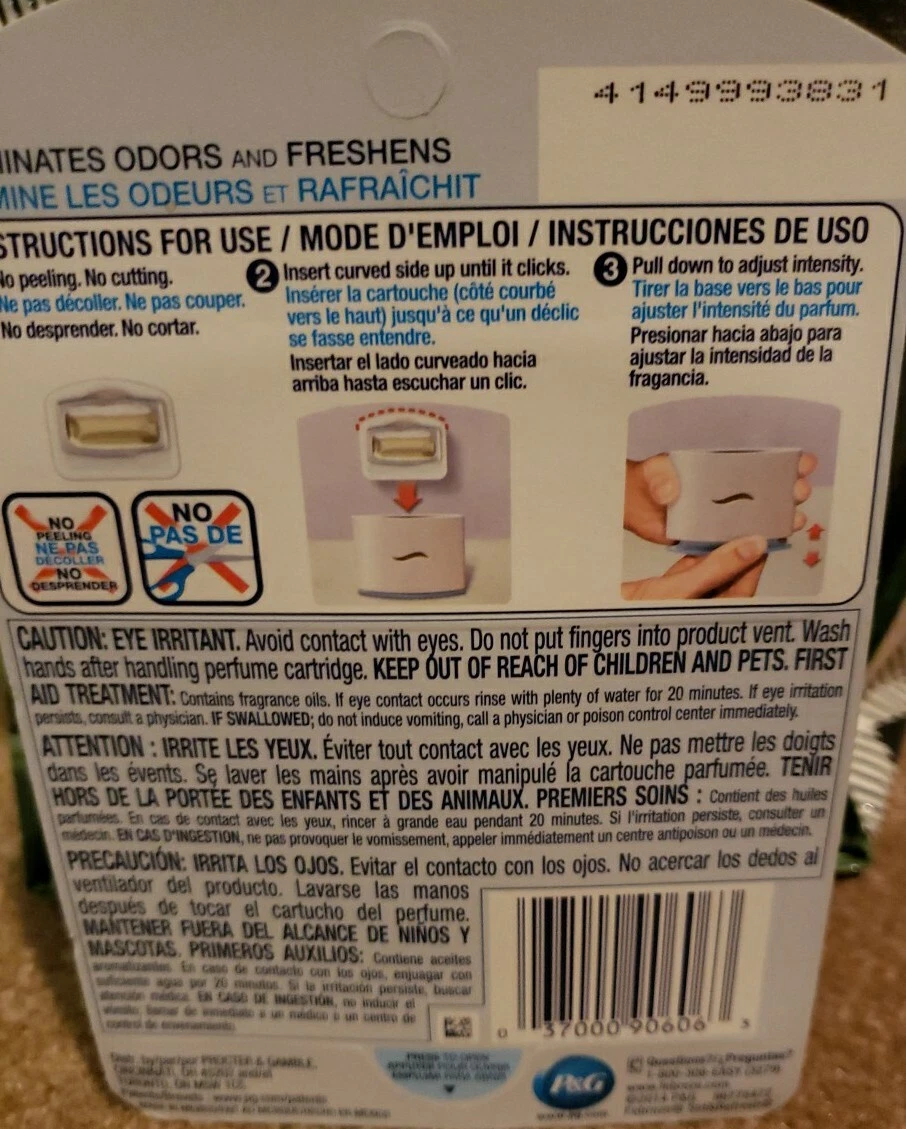 4149993831
INATES ODORS AND FRESHENS
MINE LES ODEURS ET RAFRAÎCHIT
STRUCTIONS FOR USE / MODE D'EMPLOI / INSTRUCCIONES DE USO
No peeling. No cutting.
Ne pas décoller. Ne pas couper.
No desprender. No cortar.
2 Insert curved side up until it clicks.
Insérer la cartouche (côté courbé
vers le haut) jusqu'à ce qu'un déclic
se fasse entendre.
Insertar el lado curveado hacia
arriba hasta escuchar un clic.
3 Pull down to adjust intensity.
Tirer la base vers le bas pour
ajuster l'intensité du parfum.
Presionar hacia abajo para
ajustar la intensidad de la
fragancia.
NO
PEELING
NE PAS
DÉCOLLER
NO
DESPRENDER
NO
PAS DE
CAUTION: EYE IRRITANT. Avoid contact with eyes. Do not put fingers into product vent. Wash
hands after handling perfume cartridge. KEEP OUT OF REACH OF CHILDREN AND PETS. FIRST
AID TREATMENT: Contains fragrance oils. If eye contact occurs rinse with plenty of water for 20 minutes. If eye irritation
persists, consult a physician. IF SWALLOWED; do not induce vomiting, call a physician or poison control center immediately.
ATTENTION : IRRITE LES YEUX. Éviter tout contact avec les yeux. Ne pas mettre les doigts
dans les évents. Se laver les mains après avoir manipulé la cartouche parfumée. TENIR
HORS DE LA PORTÉE DES ENFANTS ET DES ANIMAUX. PREMIERS SOINS : Contient des huiles
parfumées. En cas de contact avec les yeux, rincer à grande eau pendant 20 minutes. Si l'irritation persiste, consulter un
médecin. EN CAS D'INGESTION, ne pas provoquer le vomissement, appeler immédiatement un centre antipoison ou un médecin.
PRECAUCIÓN: IRRITA LOS OJOS. Evitar el contacto con los ojos. No acercar los dedos al
ventilador del producto. Lavarse las manos
después de tocar el cartucho del perfume.
MANTENER FUERA DEL ALCANCE DE NIÑOS Y
MASCOTAS. PRIMEROS AUXILIOS: Contiene aceites
aromatizantes. En caso de contacto con los ojos, enjuagar con
suficiente agua por 20 minutos. Si la irritación persiste, buscar
atención médica. EN CASO DE INGESTIÓN, no inducir el
vómito, llamar de inmediato a un médico o un centro de
control de envenenamiento.
0 37000 90606 3
PROCTER & GAMBLE
PRESS TO OPEN
P&G